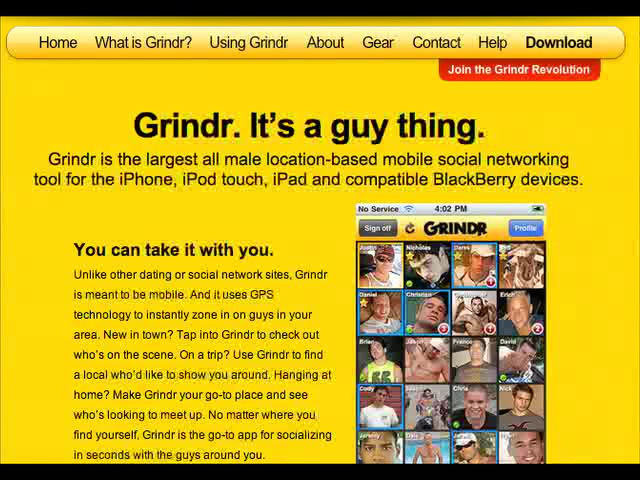 Home What is Grindr? Using Grindr About Gear Contact Help Download
Join the Grindr Revolution
Grindr. It's a guy thing.
Grindr is the largest all male location-based mobile social networking
tool for the iPhone, iPod touch, iPad and compatible BlackBerry devices.
You can take it with you.
Unlike other dating or social network sites, Grindr
is meant to be mobile. And it uses GPS
technology to instantly zone in on guys in your
area. New in town? Tap into Grindr to check out
who's on the scene. On a trip? Use Grindr to find
a local who'd like to show you around. Hanging at
home? Make Grindr your go-to place and see
who's looking to meet up. No matter where you
find yourself, Grindr is the go-to app for socializing
in seconds with the guys around you.
No Service 4:02 PM
Sign off GRINDR Profile
Justin Nicholas
Daniel Christian Erich
Brian David
Cody Chris Nick
Jeremy